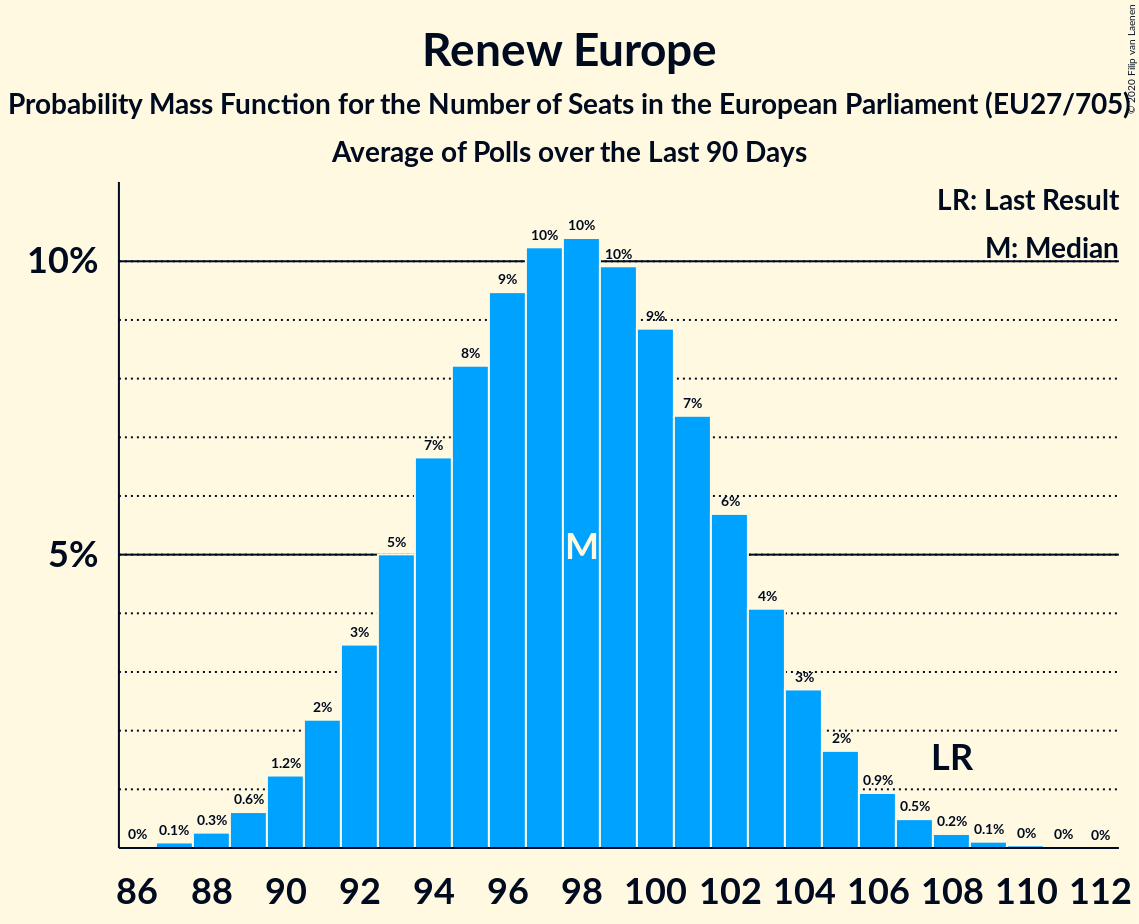 © 2020 Filip van Laenen
Renew Europe
Probability Mass Function for the Number of Seats in the European Parliament (EU27/705)
Average of Polls over the Last 90 Days
LR: Last Result
M: Median
10%
5%
0% 0.1% 0.3% 0.6% 1.2% 2% 3% 5% 7% 8% 9% 10% 10% 10% 9% 7% 6% 4% 3% 2% 0.9% 0.5% 0.2% 0.1% 0% 0% 0%
M
LR
86 88 90 92 94 96 98 100 102 104 106 108 110 112